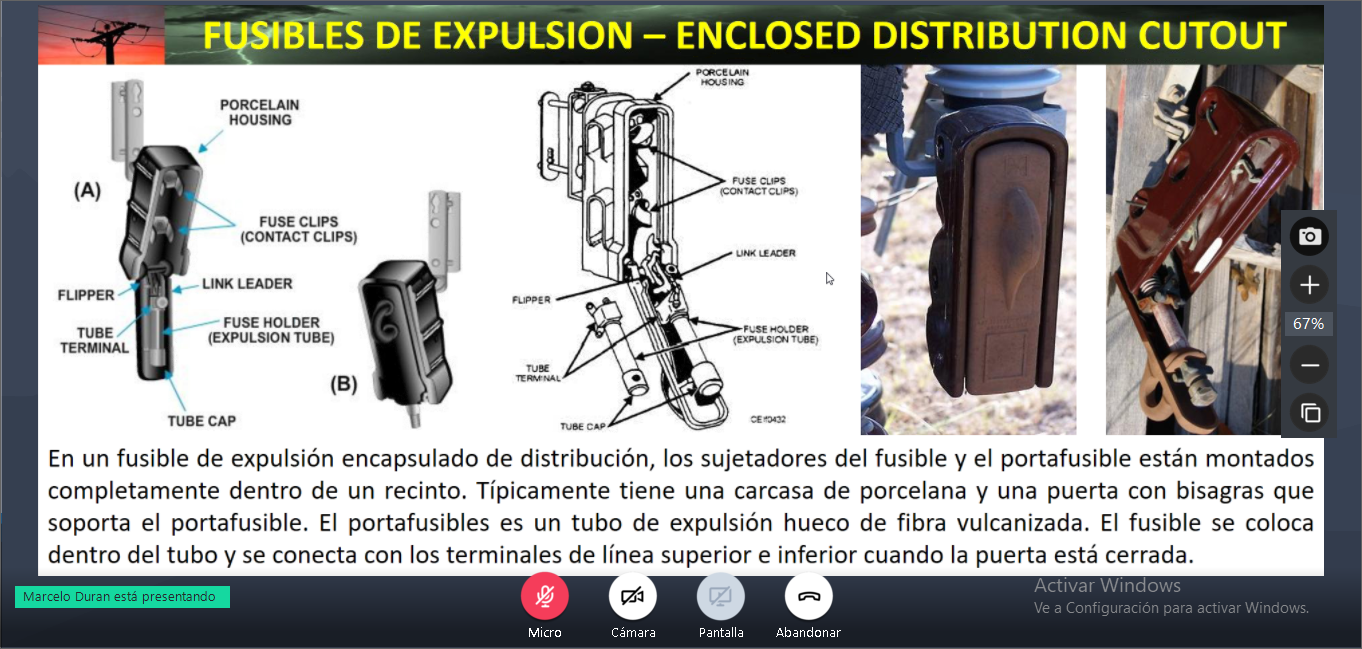 FUSIBLES DE EXPULSION – ENCLOSED DISTRIBUTION CUTOUT
PORCELAIN
HOUSING
(A)
FUSE CLIPS
(CONTACT CLIPS)
FLIPPER
LINK LEADER
TUBE
TERMINAL
FUSE HOLDER
(EXPULSION TUBE)
(B)
TUBE CAP
PORCELAIN
HOUSING
FUSE CLIPS
(CONTACT CLIPS)
LINK LEADER
FLIPPER
FUSE HOLDER
(EXPULSION TUBE)
TUBE
TERMINAL
TUBE CAP
CE1f0432
67%
En un fusible de expulsión encapsulado de distribución, los sujetadores del fusible y el portafusible están montados
completamente dentro de un recinto. Típicamente tiene una carcasa de porcelana y una puerta con bisagras que
soporta el portafusible. El portafusibles es un tubo de expulsión hueco de fibra vulcanizada. El fusible se coloca
dentro del tubo y se conecta con los terminales de línea superior e inferior cuando la puerta está cerrada.
Marcelo Duran está presentando
Micro
Cámara
Pantalla
Abandonar
Activar Windows
Ve a Configuración para activar Windows.